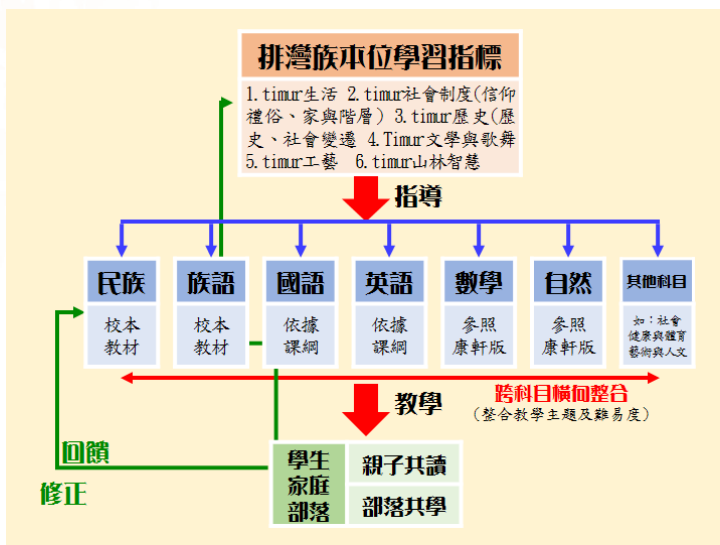 排灣族本位學習指標
1.timur生活 2.timur社會制度(信仰
禮俗、家與階層) 3.timur歷史(歷
史、社會變遷 4.Timur文學與歌舞
5.timur工藝 6.timur山林智慧
指導
民族
校本
教材
族語
校本
教材
國語
依據
課綱
英語
依據
課綱
數學
參照
康軒版
自然
參照
康軒版
其他科目
如：社會
健康與體育
藝術與人文
跨科目橫向整合
(整合教學主題及難易度)
教學
回饋
修正
學生
家庭
部落
親子共讀
部落共學